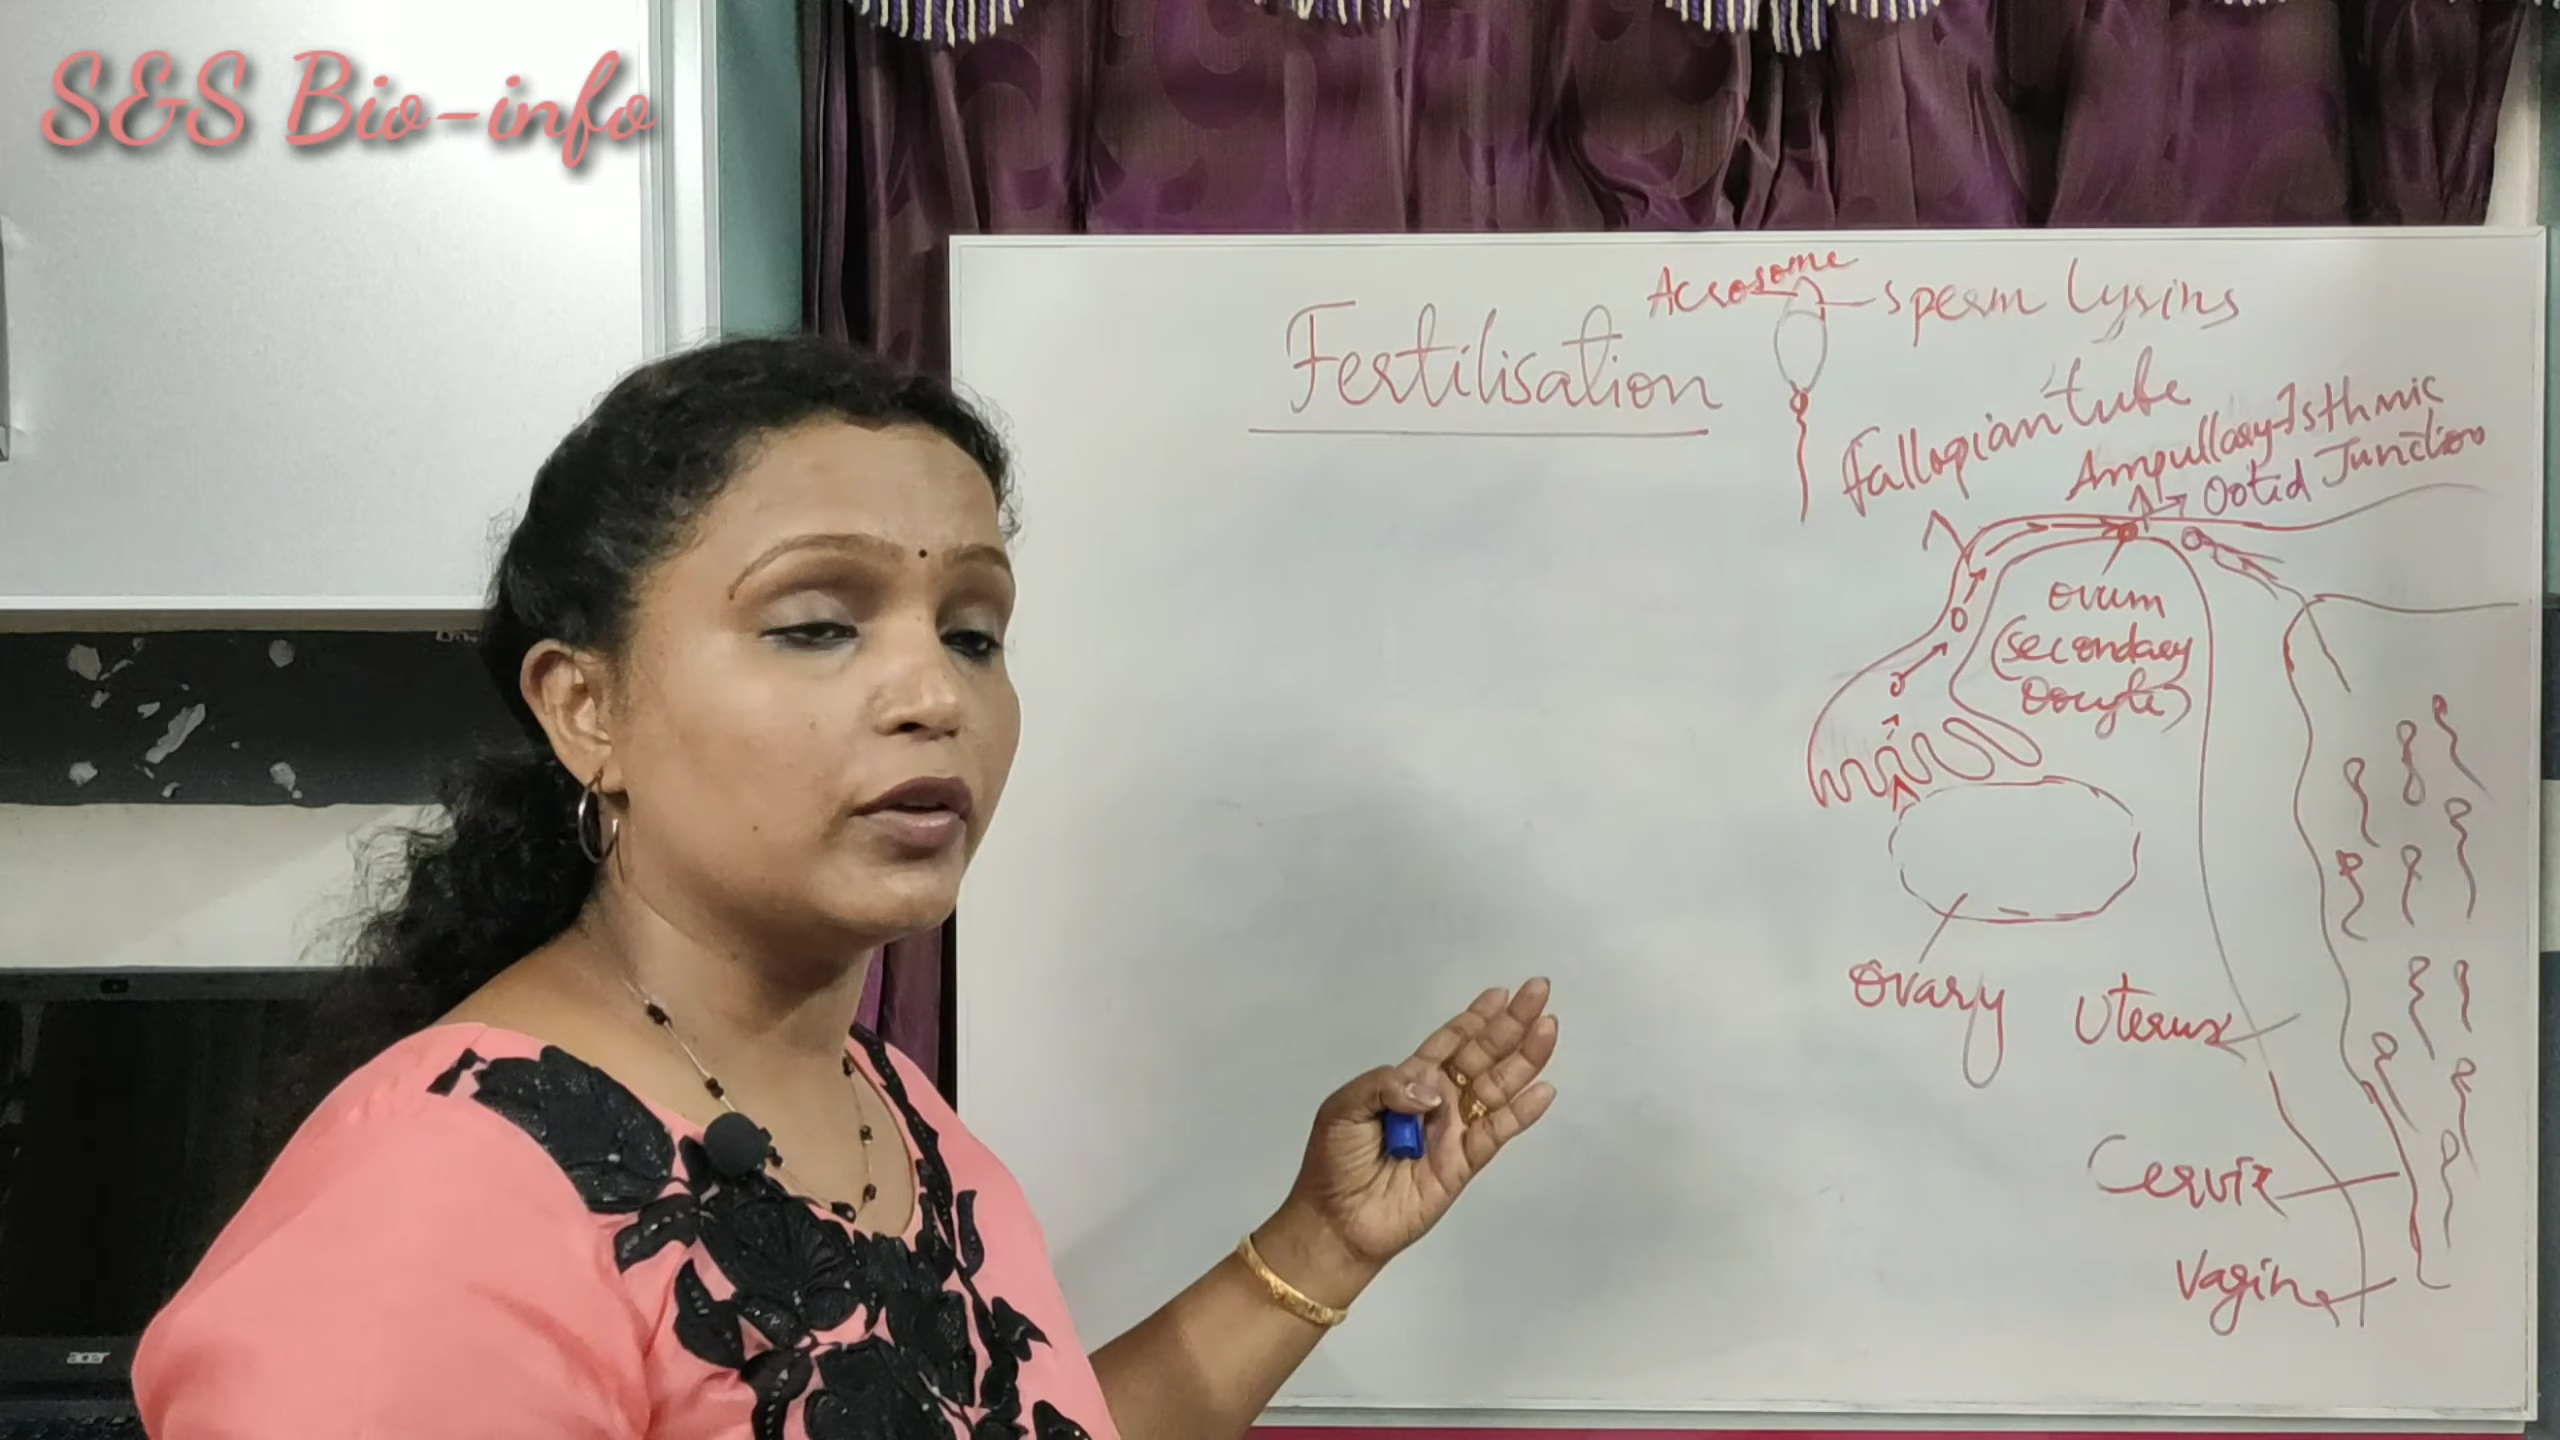 S&S Bio-info
Acrosome
sperm lysins
Fertilisation
Fallopian tube
Ampullary-Isthmic
Junction
Ootid
ovum
(secondary
oocyte)
Ovary
Uterus
Cervix
Vagina
acer